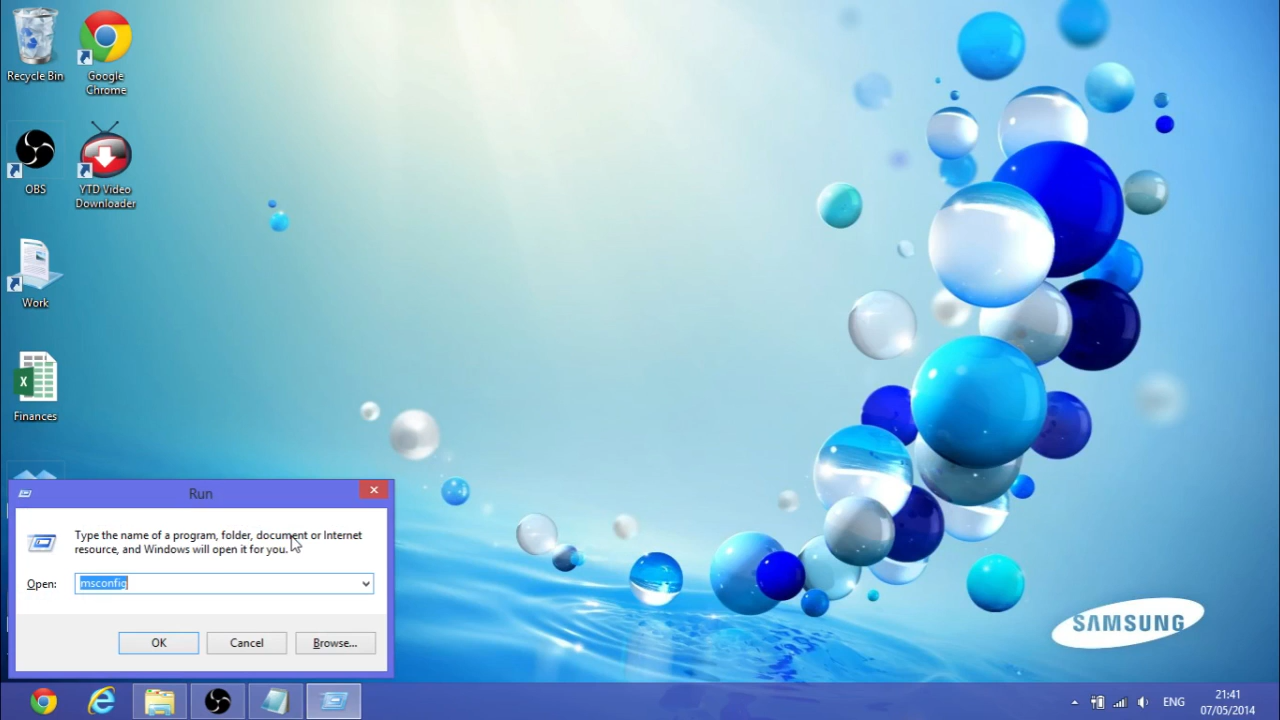 Recycle Bin
Google
Chrome
OBS
YTD Video
Downloader
Work
X
Finances
Run
Type the name of a program, folder, document or Internet
resource, and Windows will open it for you.
Open:
msconfig
OK
Cancel
Browse...
SAMSUNG
ENG
21:41
07/05/2014